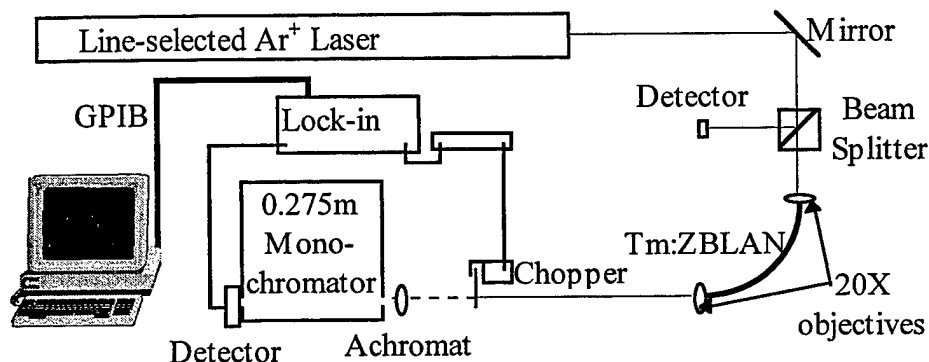 Line-selected Ar+ Laser
Mirror
GPIB
Lock-in
Detector
Beam
Splitter
0.275m
Mono-
chromator
Tm:ZBLAN
Chopper
20X
objectives
Detector
Achromat